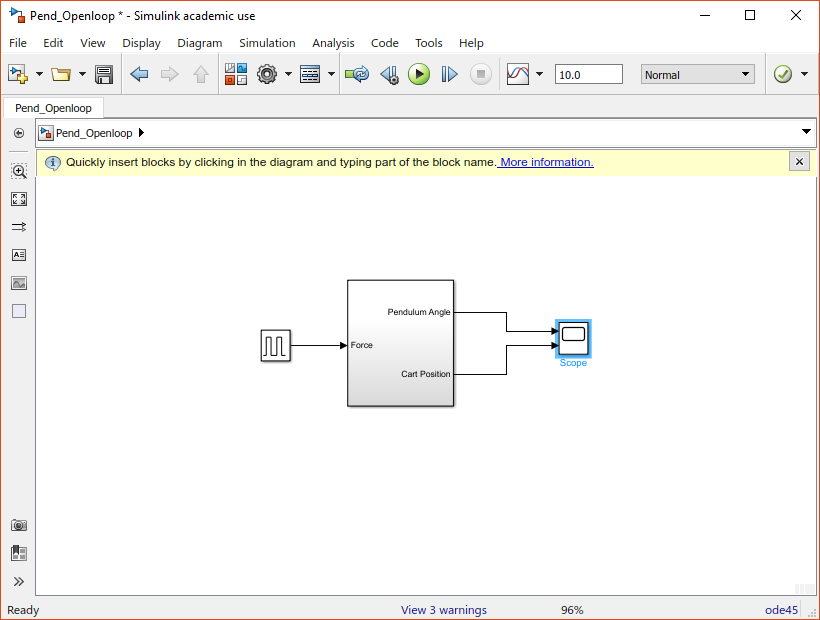 Pend_Openloop * - Simulink academic use
File Edit View Display Diagram Simulation Analysis Code Tools Help
10.0 Normal
Pend_Openloop
Pend_Openloop
Quickly insert blocks by clicking in the diagram and typing part of the block name. More information.
Pendulum Angle
Force
Cart Position
Scope
Ready View 3 warnings 96% ode45